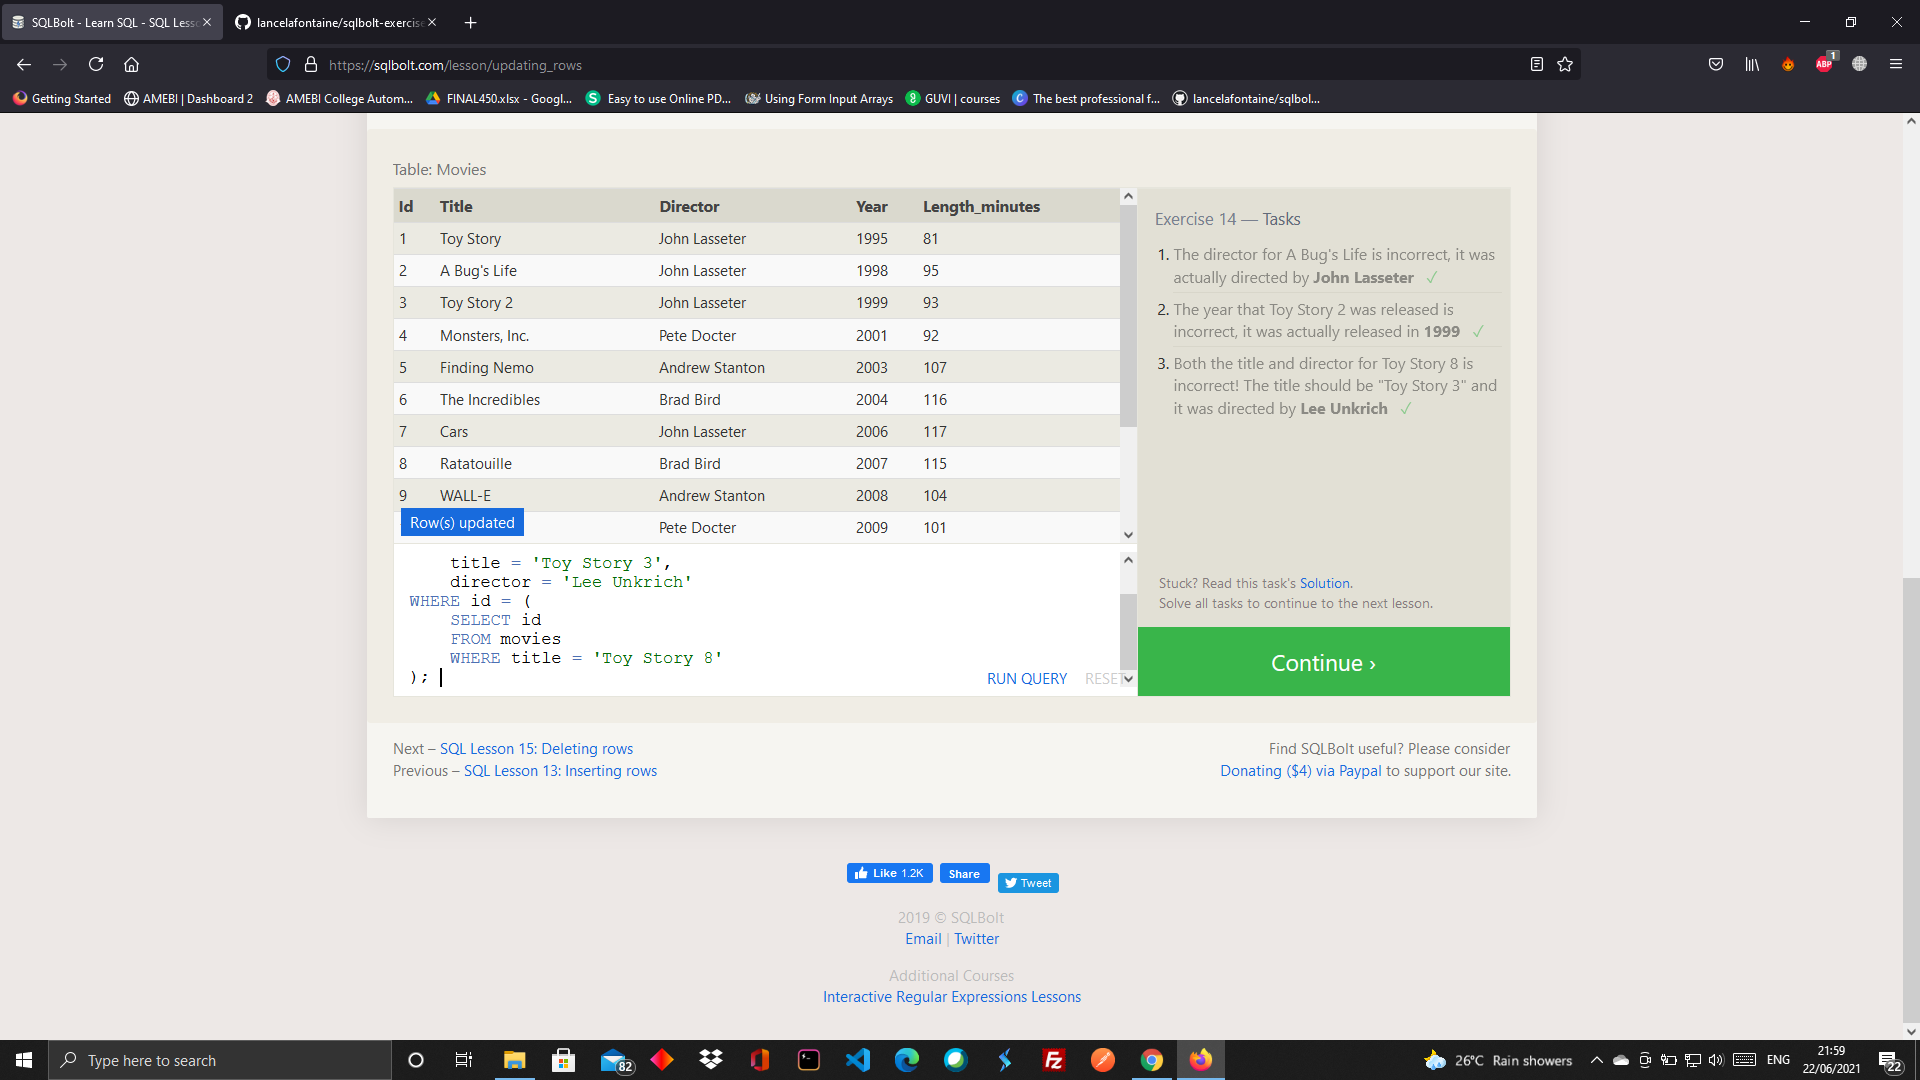 SQLBolt - Learn SQL - SQL Less
lancelafontaine/sqlbolt-exercise
https://sqlbolt.com/lesson/updating_rows
ABP
1
Getting Started
AMEBI | Dashboard 2
AMEBI College Autom...
FINAL450.xlsx - Googl...
Easy to use Online PD...
Using Form Input Arrays
GUVI | courses
The best professional f...
lancelafontaine/sqlbol...
Table: Movies
Id Title Director Year Length_minutes
1 Toy Story John Lasseter 1995 81
2 A Bug's Life John Lasseter 1998 95
3 Toy Story 2 John Lasseter 1999 93
4 Monsters, Inc. Pete Docter 2001 92
5 Finding Nemo Andrew Stanton 2003 107
6 The Incredibles Brad Bird 2004 116
7 Cars John Lasseter 2006 117
8 Ratatouille Brad Bird 2007 115
9 WALL-E Andrew Stanton 2008 104
Pete Docter 2009 101
Row(s) updated
title = 'Toy Story 3',
director = 'Lee Unkrich'
WHERE id = (
SELECT id
FROM movies
WHERE title = 'Toy Story 8'
);
RUN QUERY RESET
Exercise 14 — Tasks
1. The director for A Bug's Life is incorrect, it was
actually directed by John Lasseter ✓
2. The year that Toy Story 2 was released is
incorrect, it was actually released in 1999 ✓
3. Both the title and director for Toy Story 8 is
incorrect! The title should be "Toy Story 3" and
it was directed by Lee Unkrich ✓
Stuck? Read this task's Solution.
Solve all tasks to continue to the next lesson.
Continue ›
Next – SQL Lesson 15: Deleting rows
Previous – SQL Lesson 13: Inserting rows
Find SQLBolt useful? Please consider
Donating ($4) via Paypal to support our site.
Like 1.2K
Share
Tweet
2019 © SQLBolt
Email | Twitter
Additional Courses
Interactive Regular Expressions Lessons
Type here to search
82
26°C Rain showers
ENG
21:59
22/06/2021
22